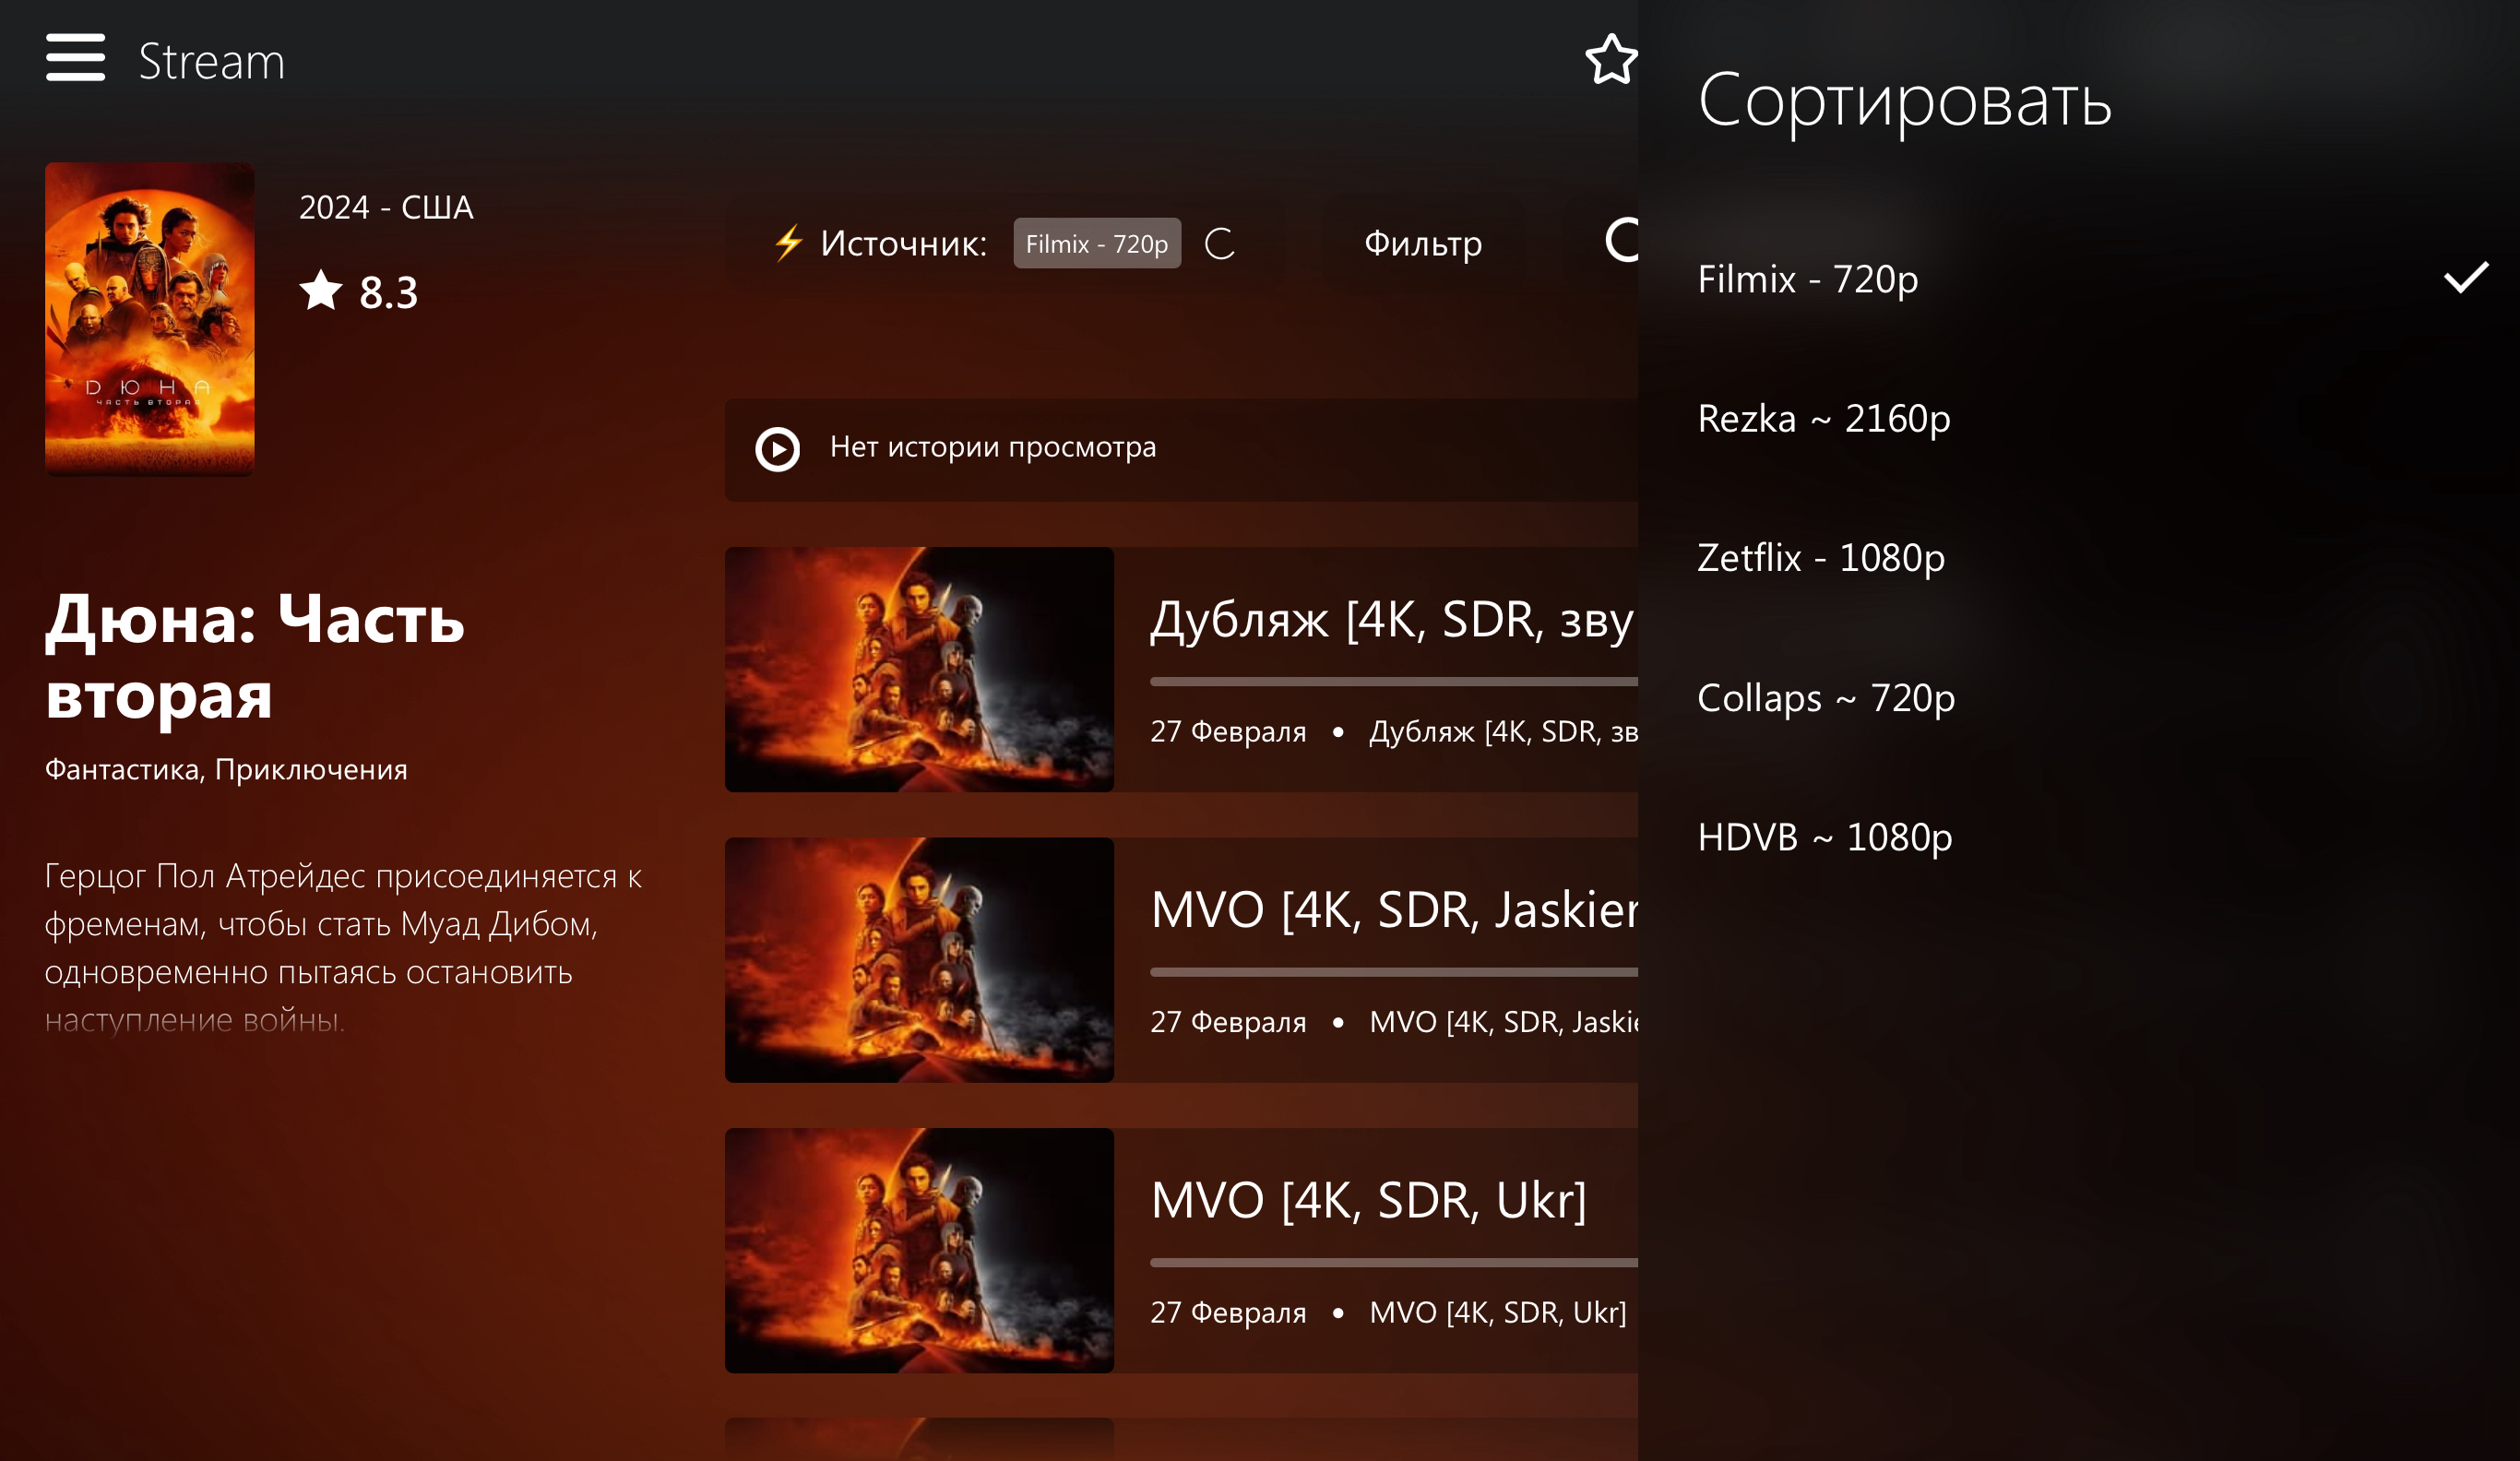 Stream
2024 - США
8.3
ДЮНА
ЧАСТЬ ВТОРАЯ
Дюна: Часть
вторая
Фантастика, Приключения
Герцог Пол Атрейдес присоединяется к
фременам, чтобы стать Муад Дибом,
одновременно пытаясь остановить
наступление войны.
⚡ Источник: Filmix - 720p
Фильтр
Нет истории просмотра
Дубляж [4K, SDR, зву
27 Февраля ● Дубляж [4K, SDR, зв
MVO [4K, SDR, Jaskier
27 Февраля ● MVO [4K, SDR, Jaskie
MVO [4K, SDR, Ukr]
27 Февраля ● MVO [4K, SDR, Ukr]
Сортировать
Filmix - 720p
Rezka ~ 2160p
Zetflix - 1080p
Collaps ~ 720p
HDVB ~ 1080p